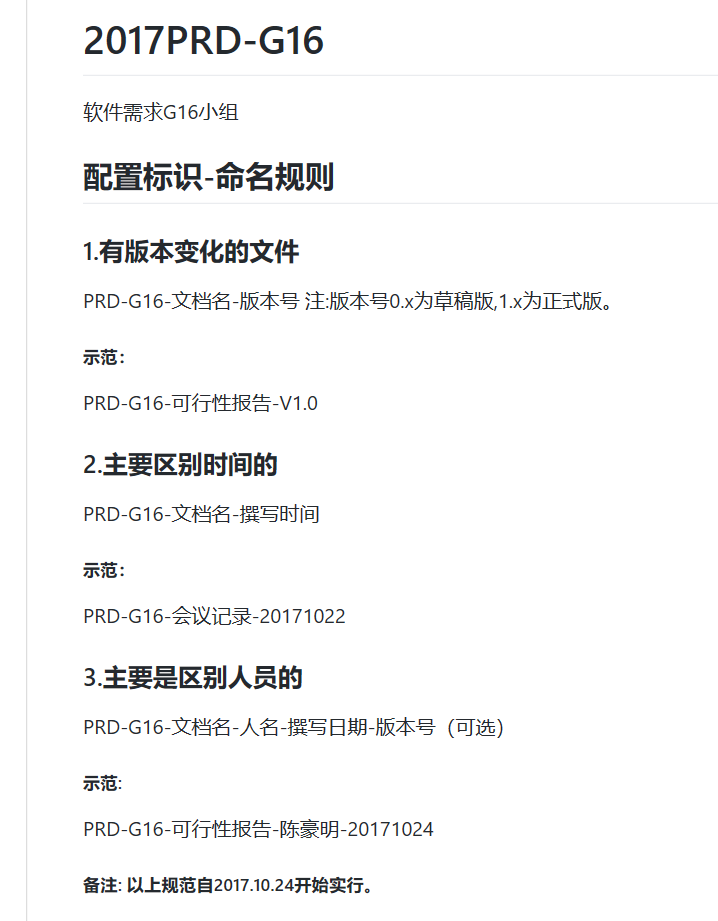 2017PRD-G16
软件需求G16小组
配置标识-命名规则
1.有版本变化的文件
PRD-G16-文档名-版本号 注:版本号0.x为草稿版,1.x为正式版。
示范：
PRD-G16-可行性报告-V1.0
2.主要区别时间的
PRD-G16-文档名-撰写时间
示范：
PRD-G16-会议记录-20171022
3.主要是区别人员的
PRD-G16-文档名-人名-撰写日期-版本号（可选）
示范:
PRD-G16-可行性报告-陈豪明-20171024
备注: 以上规范自2017.10.24开始实行。